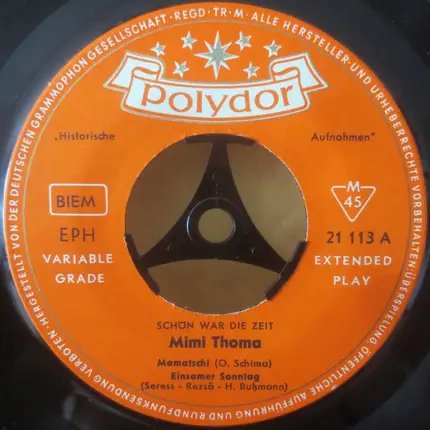 HERGESTELLT VON DER DEUTSCHEN GRAMMOPHON GESELLSCHAFT · REGD · TR · M · ALLE HERSTELLER- UND URHEBERRECHTE VORBEHALTEN · ÜBERSPIELUNG, ÖFFENTLICHE AUFFÜHRUNG UND RUNDFUNKSENDUNG VERBOTEN·
Polydor
„Historische Aufnahmen"
BIEM
M
45
EPH
21 113 A
VARIABLE GRADE
EXTENDED PLAY
SCHÖN WAR DIE ZEIT
Mimi Thoma
Mamatschi (O. Schima)
Einsamer Sonntag
(Seress - Rezsö - H. Bußmann)